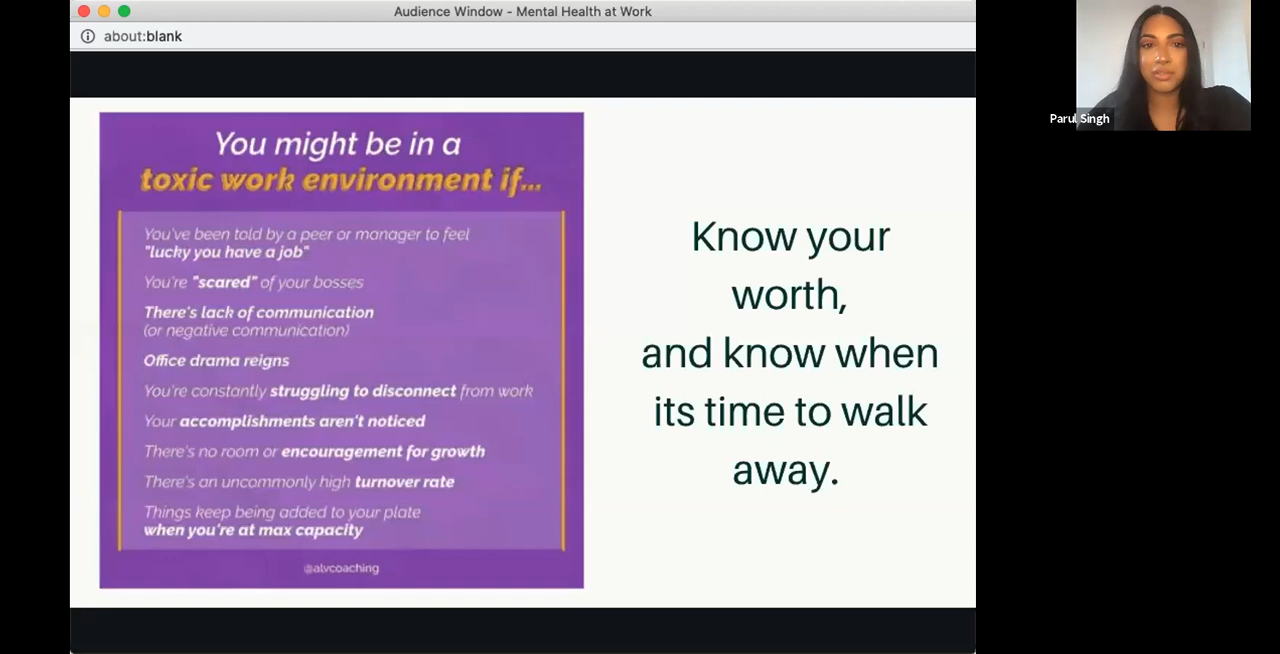 Audience Window - Mental Health at Work
about:blank
You might be in a
toxic work environment if...
You've been told by a peer or manager to feel
"lucky you have a job"
You're "scared" of your bosses
There's lack of communication
(or negative communication)
Office drama reigns
You're constantly struggling to disconnect from work
Your accomplishments aren't noticed
There's no room or encouragement for growth
There's an uncommonly high turnover rate
Things keep being added to your plate
when you're at max capacity
@alvcoaching
Know your
worth,
and know when
its time to walk
away.
Parul Singh